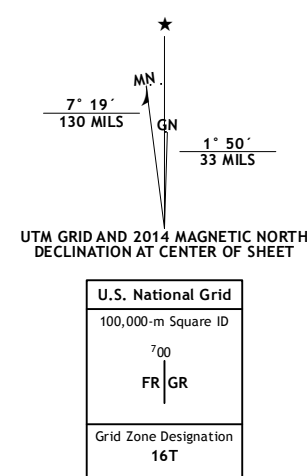 ★
MN
7° 19´
130 MILS
GN
1° 50´
33 MILS
UTM GRID AND 2014 MAGNETIC NORTH
DECLINATION AT CENTER OF SHEET
U.S. National Grid
100,000-m Square ID
⁷00
FR GR
Grid Zone Designation
16T